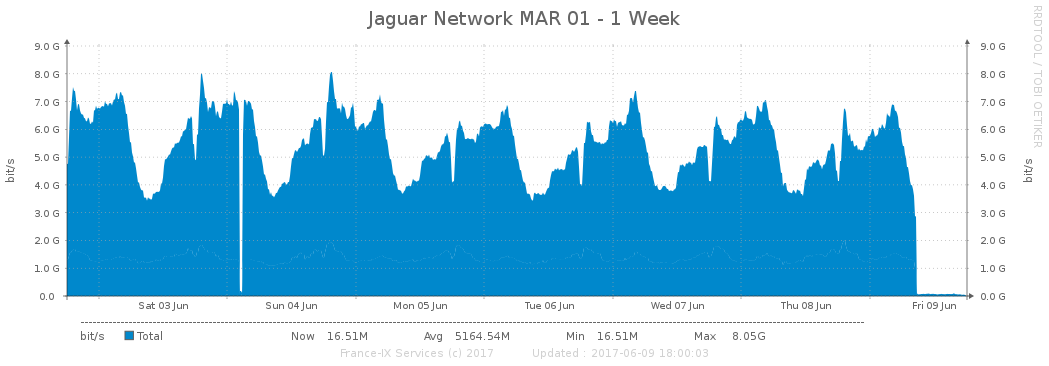 Jaguar Network MAR 01 - 1 Week
RRDTOOL / TOBI OETIKER
bit/s
bit/s
9.0 G 9.0 G
8.0 G 8.0 G
7.0 G 7.0 G
6.0 G 6.0 G
5.0 G 5.0 G
4.0 G 4.0 G
3.0 G 3.0 G
2.0 G 2.0 G
1.0 G 1.0 G
0.0 0.0 G
Sat 03 Jun Sun 04 Jun Mon 05 Jun Tue 06 Jun Wed 07 Jun Thu 08 Jun Fri 09 Jun
bit/s Total Now 16.51M Avg 5164.54M Min 16.51M Max 8.05G
France-IX Services (c) 2017 Updated : 2017-06-09 18:00:03